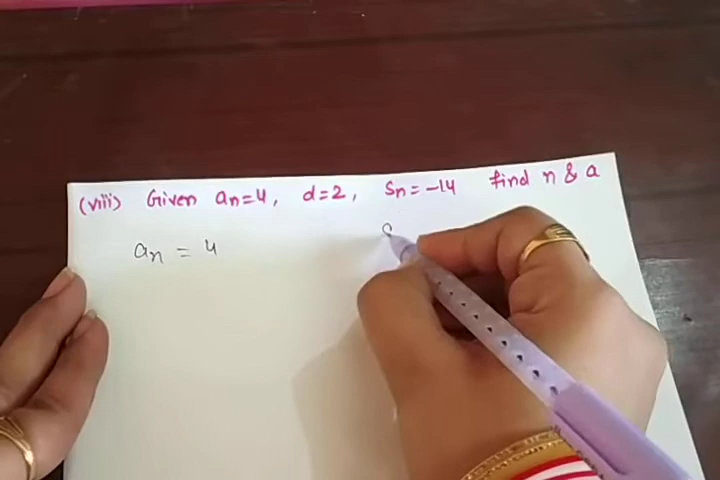 (viii) Given an=4, d=2, Sn=-14 find n & a
an = 4